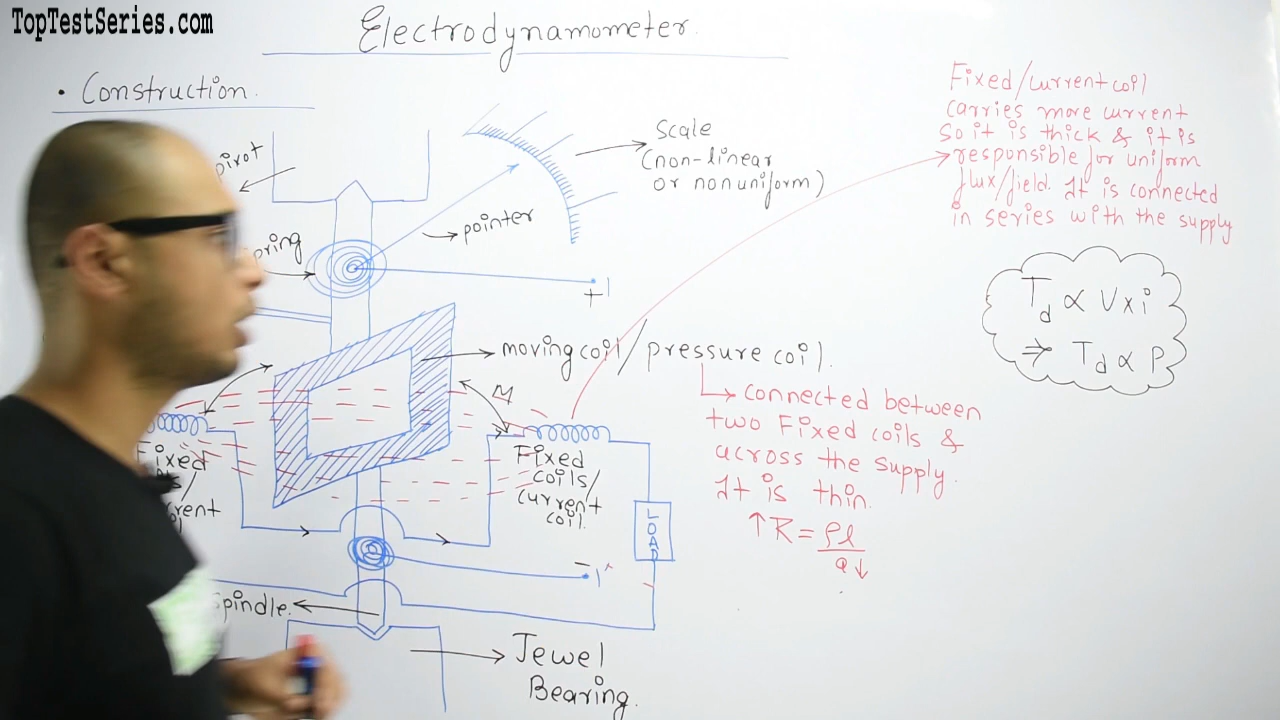 TopTestSeries.com
Electrodynamometer
• Construction.
pivot
Scale
(non-linear
or nonuniform)
pointer
+
moving coil/pressure coil.
M
Fixed
coils/
current
coil.
LOAD
-
Spindle.
Jewel
Bearing.
Fixed
Fixed/current coil
carries more current
so it is thick & it is
responsible for uniform
flux/field. It is connected
in series with the supply
Td ∝ V x i
⇒ Td ∝ P
connected between
two Fixed coils &
across the supply.
It is thin.
↑R = ρl/a↓